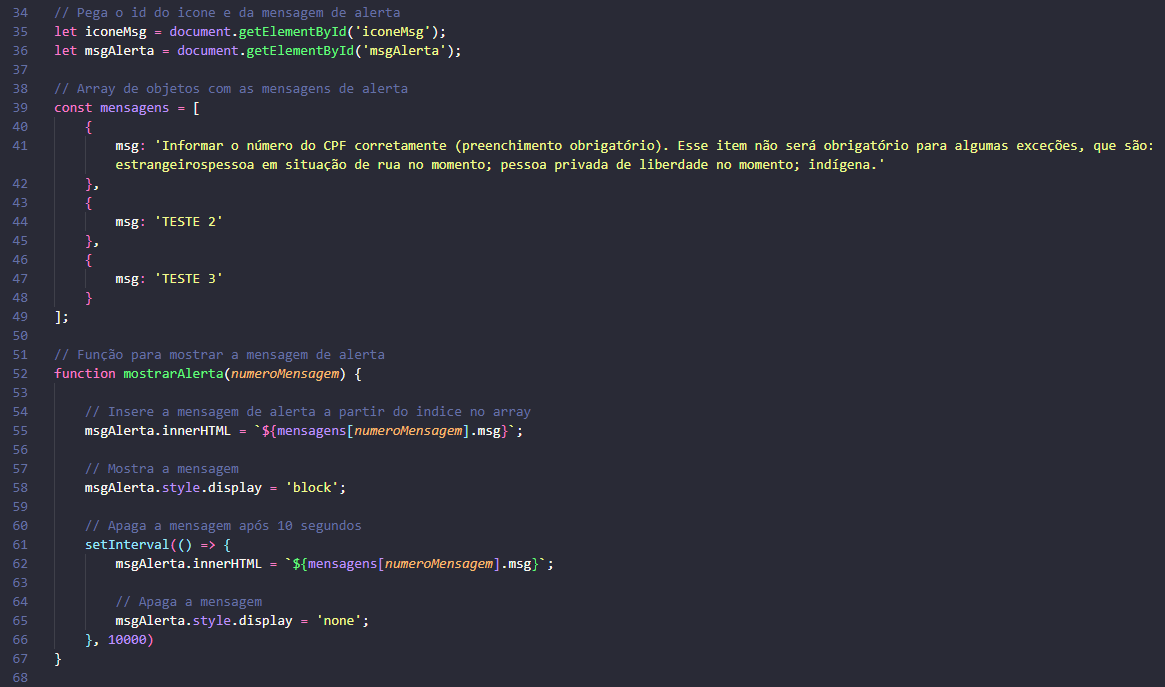 34 // Pega o id do icone e da mensagem de alerta
35 let iconeMsg = document.getElementById('iconeMsg');
36 let msgAlerta = document.getElementById('msgAlerta');
37
38 // Array de objetos com as mensagens de alerta
39 const mensagens = [
40 {
41 msg: 'Informar o número do CPF corretamente (preenchimento obrigatório). Esse item não será obrigatório para algumas exceções, que são:
estrangeirospessoa em situação de rua no momento; pessoa privada de liberdade no momento; indígena.'
42 },
43 {
44 msg: 'TESTE 2'
45 },
46 {
47 msg: 'TESTE 3'
48 }
49 ];
50
51 // Função para mostrar a mensagem de alerta
52 function mostrarAlerta(numeroMensagem) {
53
54 // Insere a mensagem de alerta a partir do indice no array
55 msgAlerta.innerHTML = `${mensagens[numeroMensagem].msg}`;
56
57 // Mostra a mensagem
58 msgAlerta.style.display = 'block';
59
60 // Apaga a mensagem após 10 segundos
61 setInterval(() => {
62 msgAlerta.innerHTML = `${mensagens[numeroMensagem].msg}`;
63
64 // Apaga a mensagem
65 msgAlerta.style.display = 'none';
66 }, 10000)
67 }
68